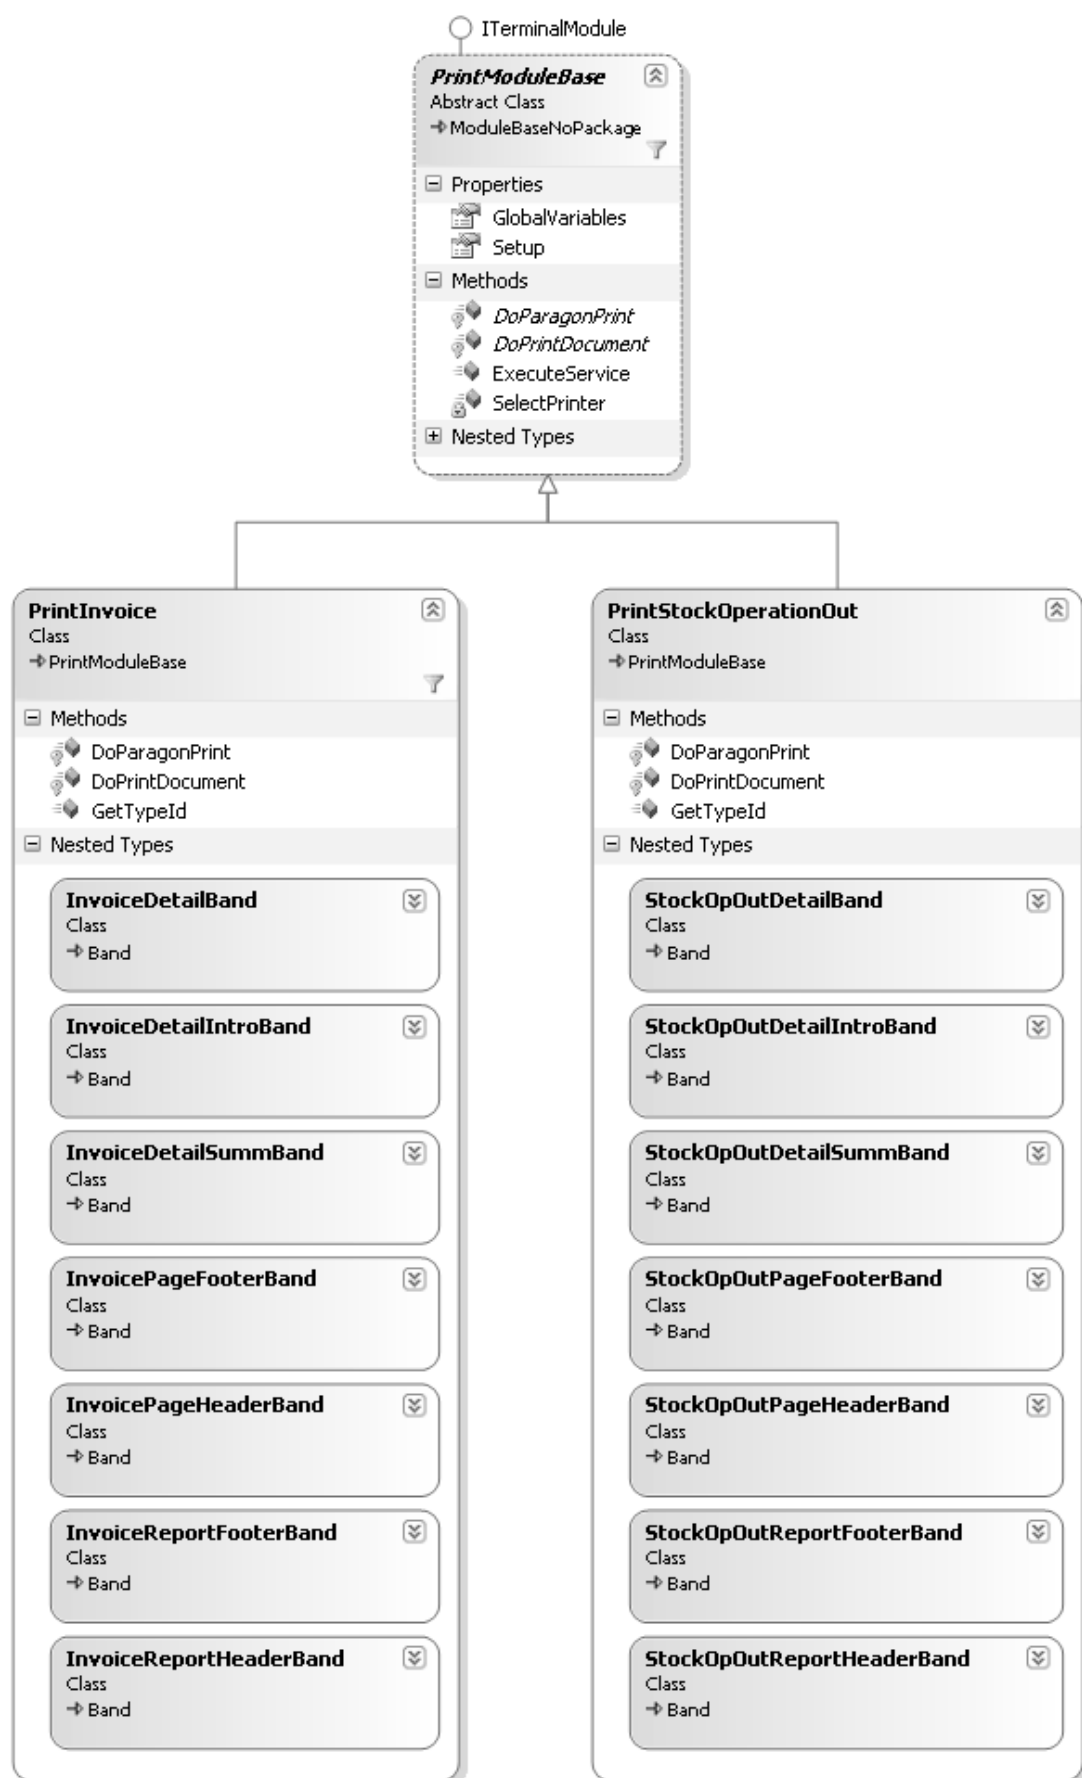 ITerminalModule
PrintModuleBase
Abstract Class
ModuleBaseNoPackage
Properties
GlobalVariables
Setup
Methods
DoParagonPrint
DoPrintDocument
ExecuteService
SelectPrinter
Nested Types
PrintInvoice
Class
PrintModuleBase
Methods
DoParagonPrint
DoPrintDocument
GetTypeId
Nested Types
InvoiceDetailBand
Class
Band
InvoiceDetailIntroBand
Class
Band
InvoiceDetailSummBand
Class
Band
InvoicePageFooterBand
Class
Band
InvoicePageHeaderBand
Class
Band
InvoiceReportFooterBand
Class
Band
InvoiceReportHeaderBand
Class
Band
PrintStockOperationOut
Class
PrintModuleBase
Methods
DoParagonPrint
DoPrintDocument
GetTypeId
Nested Types
StockOpOutDetailBand
Class
Band
StockOpOutDetailIntroBand
Class
Band
StockOpOutDetailSummBand
Class
Band
StockOpOutPageFooterBand
Class
Band
StockOpOutPageHeaderBand
Class
Band
StockOpOutReportFooterBand
Class
Band
StockOpOutReportHeaderBand
Class
Band